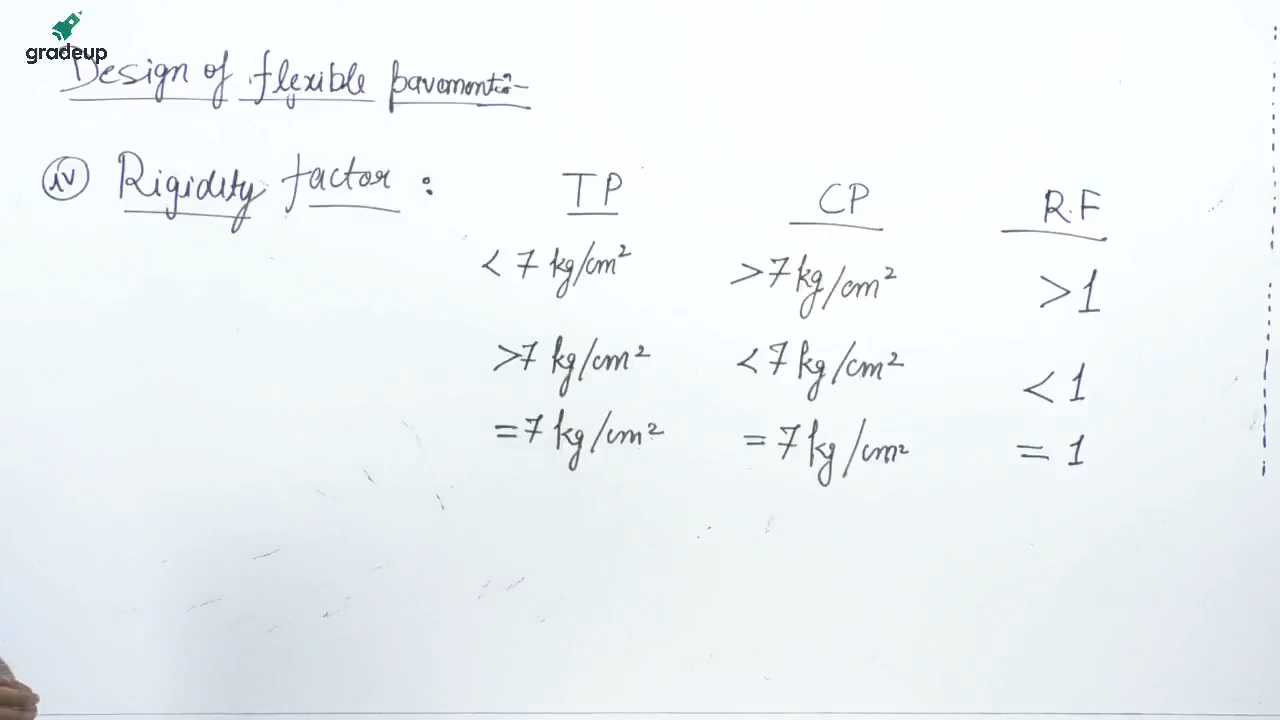 gradeup
Design of flexible pavement:-
(iv) Rigidity factor :
TP CP R.F
< 7 kg/cm² >7 kg/cm² >1
>7 kg/cm² < 7 kg/cm² < 1
= 7 kg/cm² = 7 kg/cm² = 1